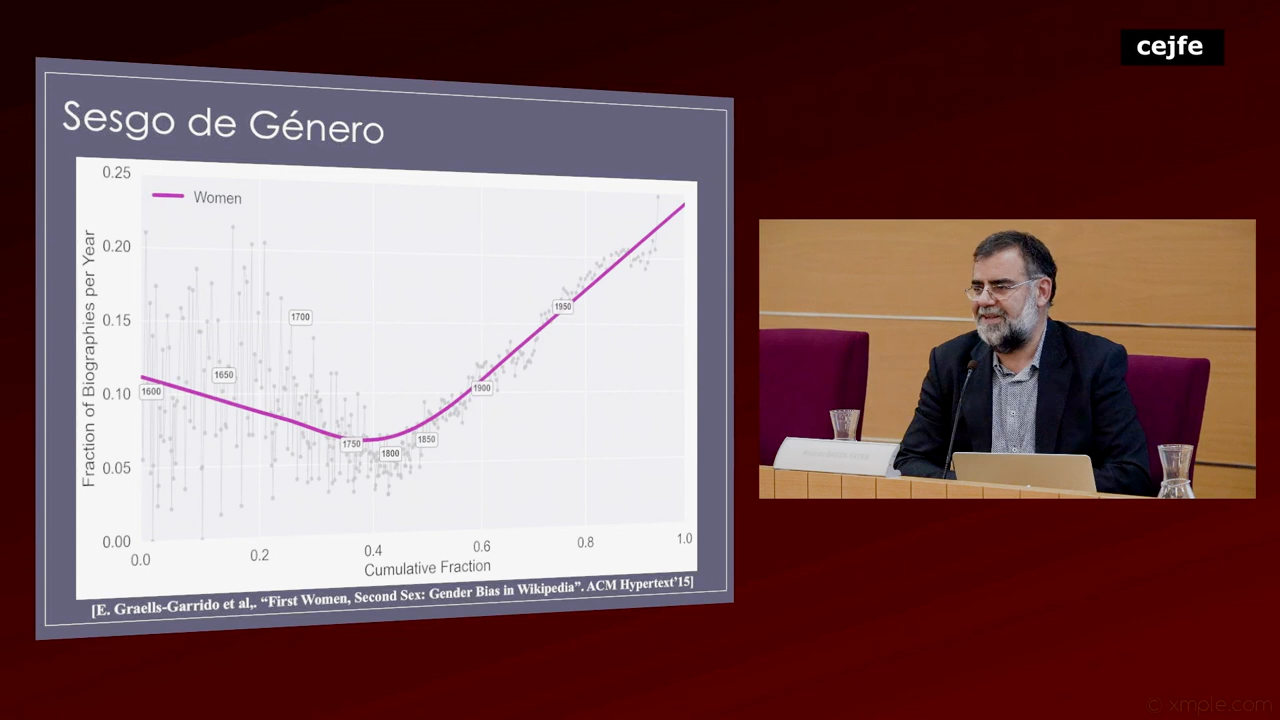 cejfe
Sesgo de Género
Women
Fraction of Biographies per Year
0.25
0.20
0.15
0.10
0.05
0.00
1600
1650
1700
1750
1800
1850
1900
1950
0.0
0.2
0.4
0.6
0.8
1.0
Cumulative Fraction
[E. Graells-Garrido et al,. “First Women, Second Sex: Gender Bias in Wikipedia”. ACM Hypertext’15]
xmple.com